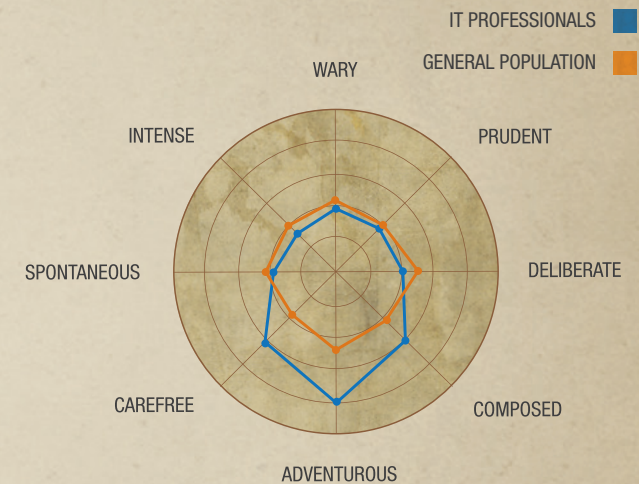 IT PROFESSIONALS
GENERAL POPULATION
WARY
INTENSE
PRUDENT
SPONTANEOUS
DELIBERATE
CAREFREE
COMPOSED
ADVENTUROUS